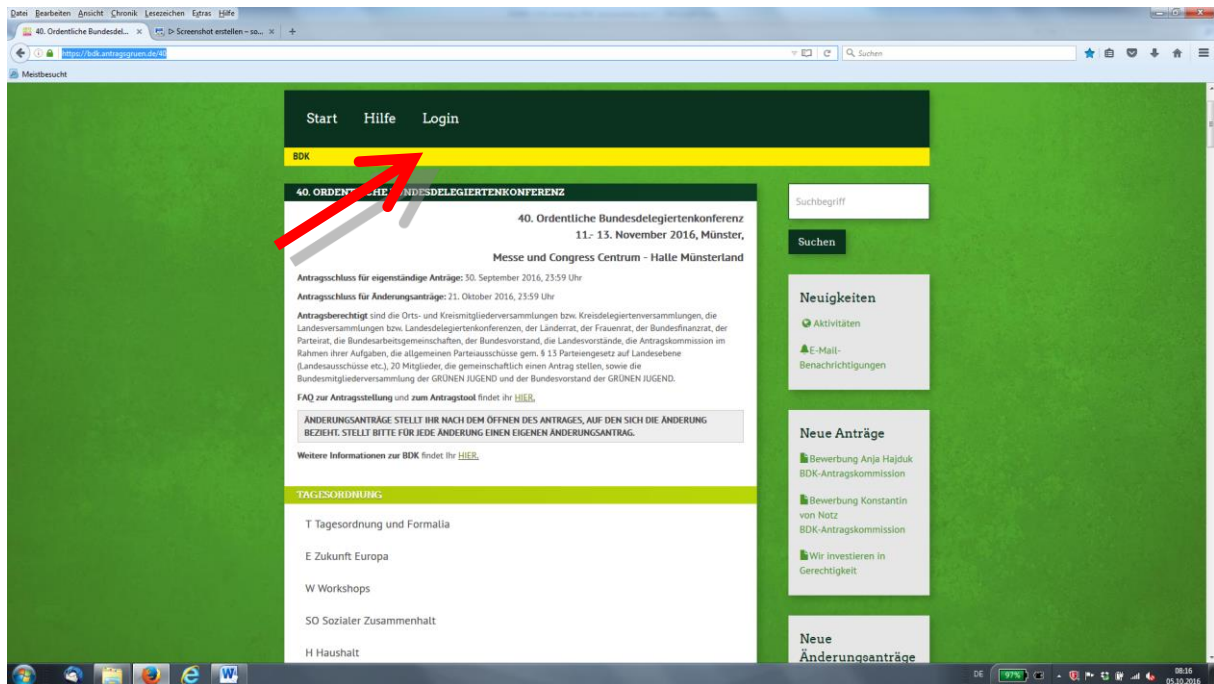 Datei Bearbeiten Ansicht Chronik Lesezeichen Extras Hilfe
40. Ordentliche Bundesdel... × ▷ Screenshot erstellen – so... × +
https://bdk.antragsgruen.de/40
Suchen
Meistbesucht
Start Hilfe Login
BDK
40. ORDENTLICHE BUNDESDELEGIERTENKONFERENZ
40. Ordentliche Bundesdelegiertenkonferenz
11.- 13. November 2016, Münster,
Messe und Congress Centrum - Halle Münsterland
Antragsschluss für eigenständige Anträge: 30. September 2016, 23:59 Uhr
Antragsschluss für Änderungsanträge: 21. Oktober 2016, 23:59 Uhr
Antragsberechtigt sind die Orts- und Kreismitgliederversammlungen bzw. Kreisdelegiertenversammlungen, die
Landesversammlungen bzw. Landesdelegiertenkonferenzen, der Länderrat, der Frauenrat, der Bundesfinanzrat, der
Parteirat, die Bundesarbeitsgemeinschaften, der Bundesvorstand, die Landesvorstände, die Antragskommission im
Rahmen ihrer Aufgaben, die allgemeinen Parteiausschüsse gem. § 13 Parteiengesetz auf Landesebene
(Landesausschüsse etc.), 20 Mitglieder, die gemeinschaftlich einen Antrag stellen, sowie die
Bundesmitgliederversammlung der GRÜNEN JUGEND und der Bundesvorstand der GRÜNEN JUGEND.
FAQ zur Antragsstellung und zum Antragstool findet ihr HIER.
ÄNDERUNGSANTRÄGE STELLT IHR NACH DEM ÖFFNEN DES ANTRAGES, AUF DEN SICH DIE ÄNDERUNG
BEZIEHT. STELLT BITTE FÜR JEDE ÄNDERUNG EINEN EIGENEN ÄNDERUNGSANTRAG.
Weitere Informationen zur BDK findet Ihr HIER.
TAGESORDNUNG
T Tagesordnung und Formalia
E Zukunft Europa
W Workshops
SO Sozialer Zusammenhalt
H Haushalt
Suchbegriff
Suchen
Neuigkeiten
Aktivitäten
E-Mail-
Benachrichtigungen
Neue Anträge
Bewerbung Anja Hajduk
BDK-Antragskommission
Bewerbung Konstantin
von Notz
BDK-Antragskommission
Wir investieren in
Gerechtigkeit
Neue
Änderungsanträge
DE 97% 08:16
05.10.2016